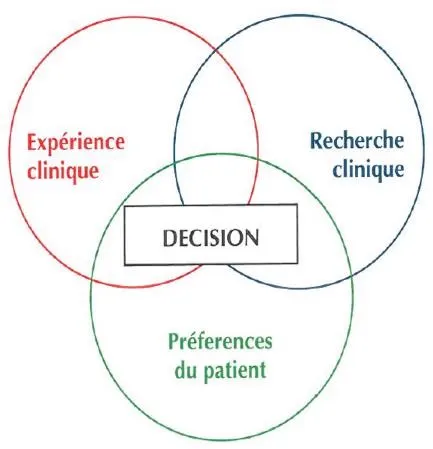 Expérience
clinique
Recherche
clinique
DECISION
Préferences
du patient